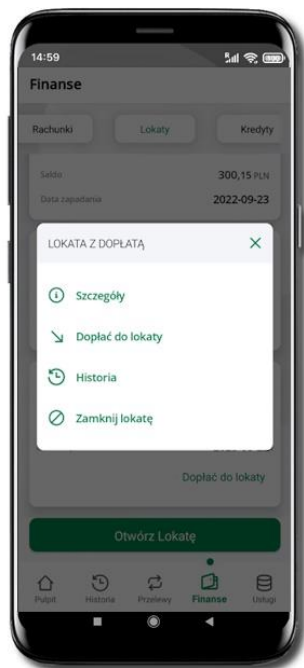 14:59
Finanse
Rachunki Lokaty Kredyty
Saldo 300,15 PLN
Data zapadania 2022-09-23
LOKATA Z DOPŁATĄ
Szczegóły
Dopłać do lokaty
Historia
Zamknij lokatę
Dopłać do lokaty
Otwórz Lokatę
Pulpit Historia Przelewy Finanse Usługi